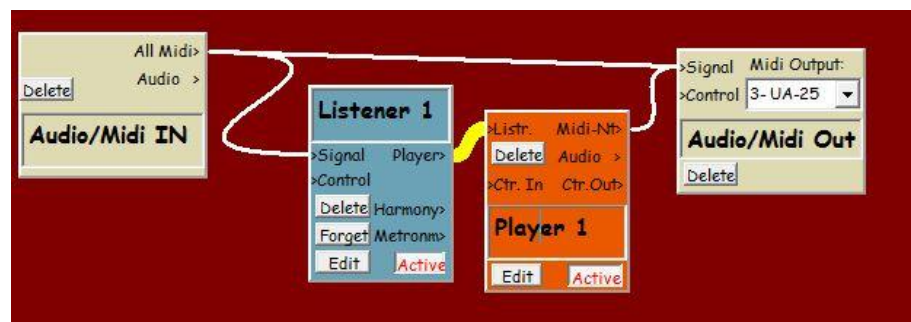 All Midi>
Audio >
Delete
Audio/Midi IN
Listener 1
>Signal Player>
>Control
Delete Harmony>
Forget Metronm>
Edit Active
>Listr. Midi-Nt>
Delete Audio >
>Ctr. In Ctr.Out>
Player 1
Edit Active
>Signal Midi Output:
>Control 3- UA-25
Audio/Midi Out
Delete